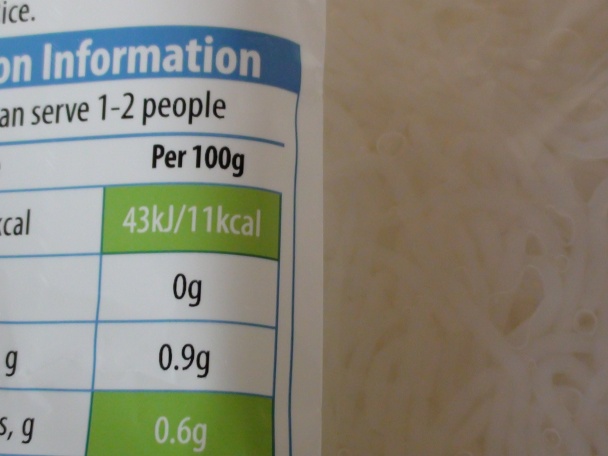 ice.
on Information
an serve 1-2 people
Per 100g
kcal 43kJ/11kcal
0g
g 0.9g
s, g 0.6g